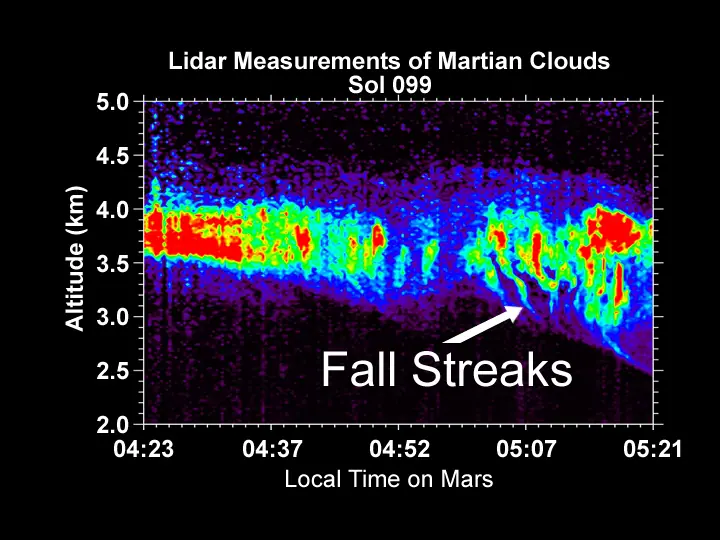 Lidar Measurements of Martian Clouds
Sol 099
5.0
4.5
4.0
3.5
3.0
2.5
2.0
Altitude (km)
Fall Streaks
04:23 04:37 04:52 05:07 05:21
Local Time on Mars